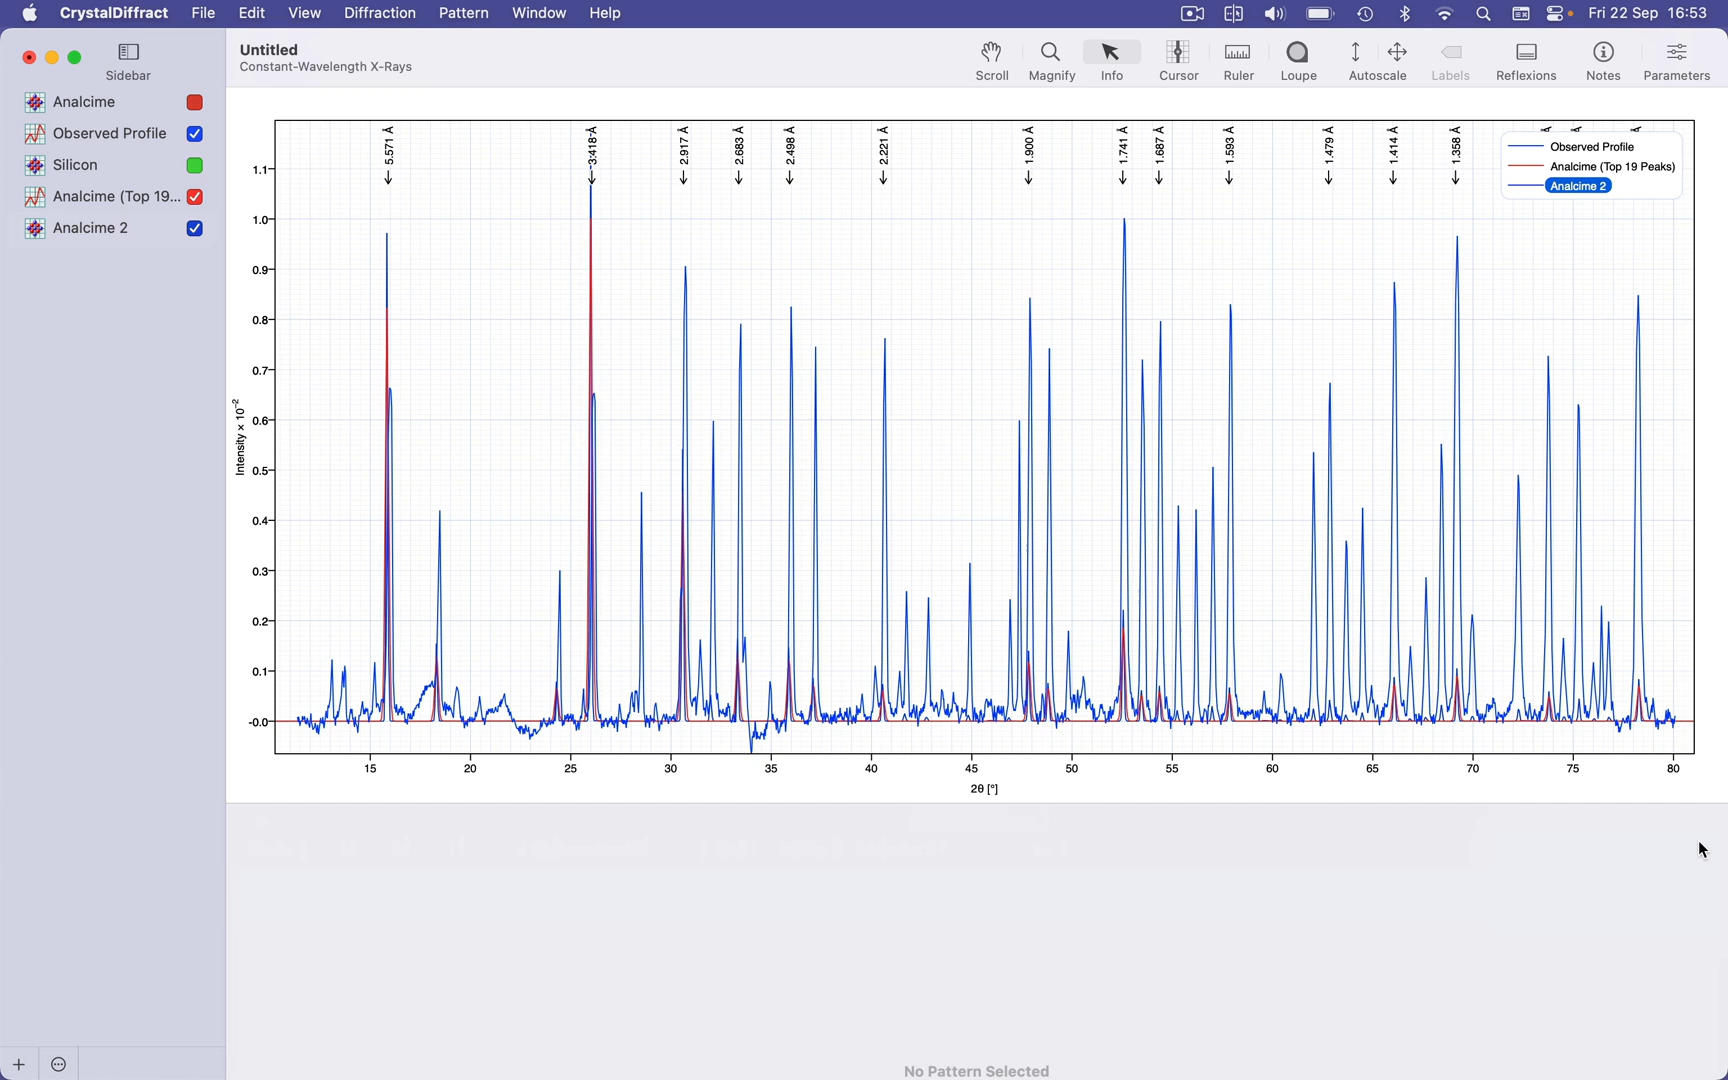 CrystalDiffract File Edit View Diffraction Pattern Window Help Fri 22 Sep 16:53
Sidebar
Untitled
Constant-Wavelength X-Rays
Scroll Magnify Info Cursor Ruler Loupe Autoscale Labels Reflexions Notes Parameters
Analcime
Observed Profile
Silicon
Analcime (Top 19...
Analcime 2
5.571 Å
3.418 Å
2.917 Å
2.683 Å
2.498 Å
2.221 Å
1.900 Å
1.741 Å
1.687 Å
1.593 Å
1.479 Å
1.414 Å
1.358 Å
Å
Å
Å
Observed Profile
Analcime (Top 19 Peaks)
Analcime 2
1.1
1.0
0.9
0.8
0.7
0.6
0.5
0.4
0.3
0.2
0.1
-0.0
Intensity × 10⁻²
15 20 25 30 35 40 45 50 55 60 65 70 75 80
2θ [°]
No Pattern Selected